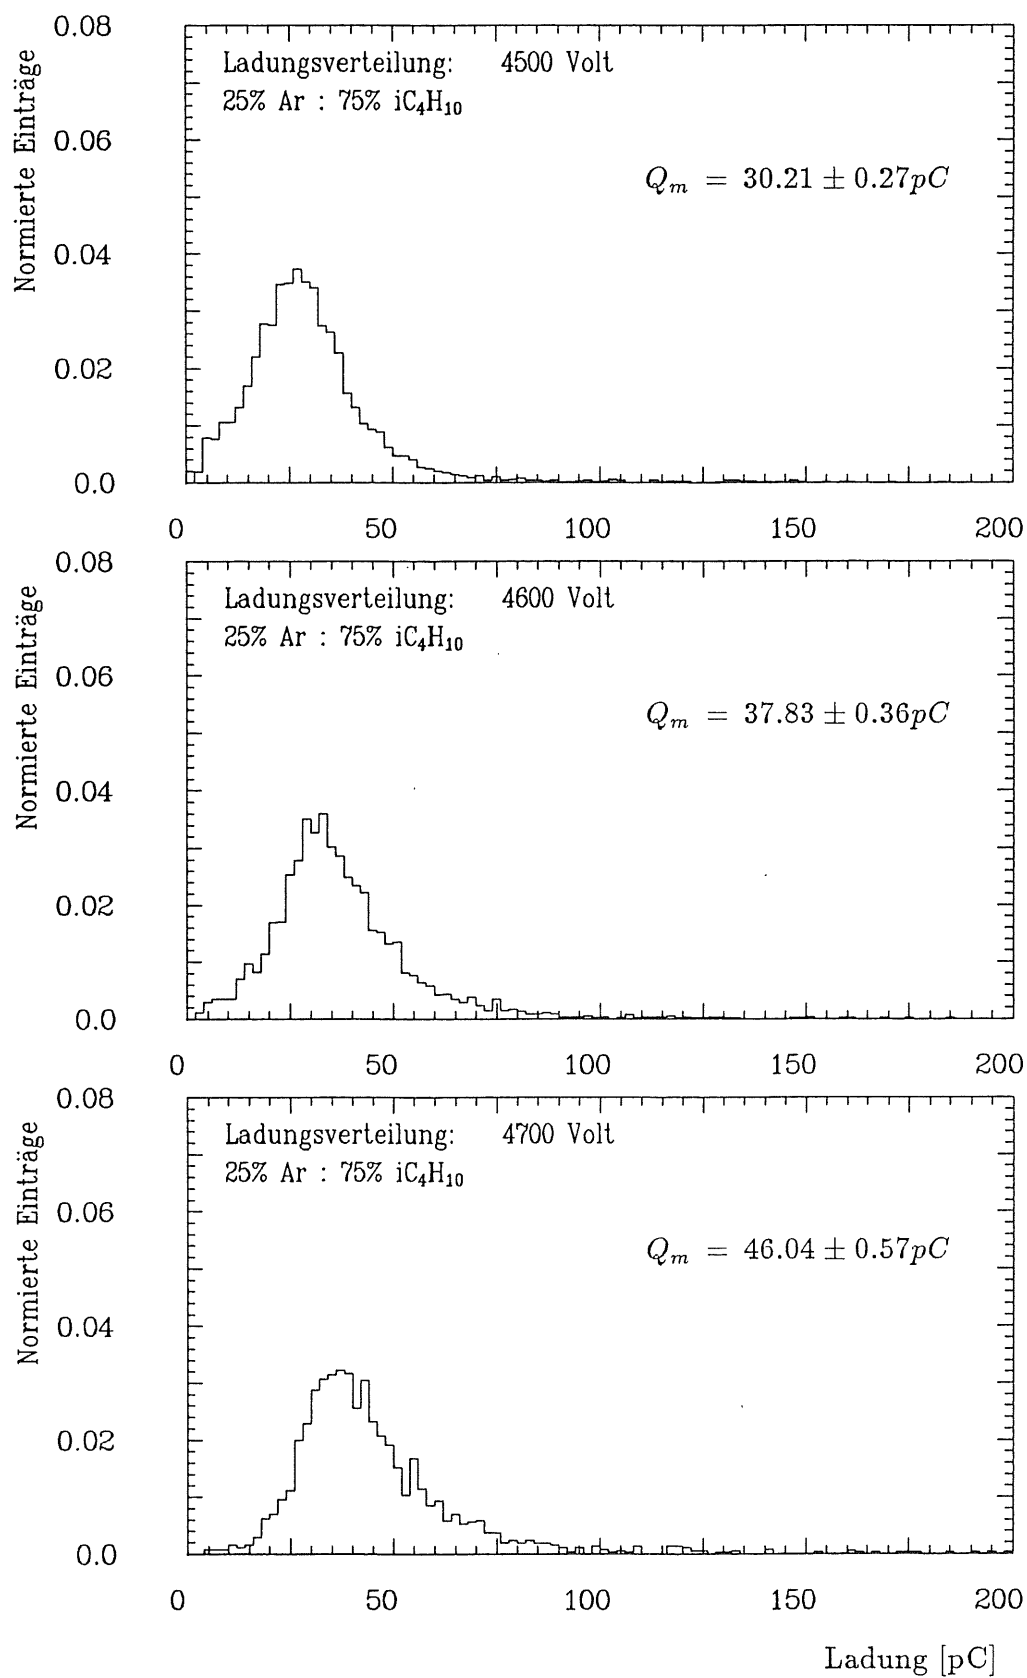 0.08
Ladungsverteilung: 4500 Volt
25% Ar : 75% iC₄H₁₀
Normierte Einträge
0.06
Qₘ = 30.21 ± 0.27pC
0.04
0.02
0.0
0 50 100 150 200
0.08
Ladungsverteilung: 4600 Volt
25% Ar : 75% iC₄H₁₀
Normierte Einträge
0.06
Qₘ = 37.83 ± 0.36pC
0.04
0.02
0.0
0 50 100 150 200
0.08
Ladungsverteilung: 4700 Volt
25% Ar : 75% iC₄H₁₀
Normierte Einträge
0.06
Qₘ = 46.04 ± 0.57pC
0.04
0.02
0.0
0 50 100 150 200
Ladung [pC]